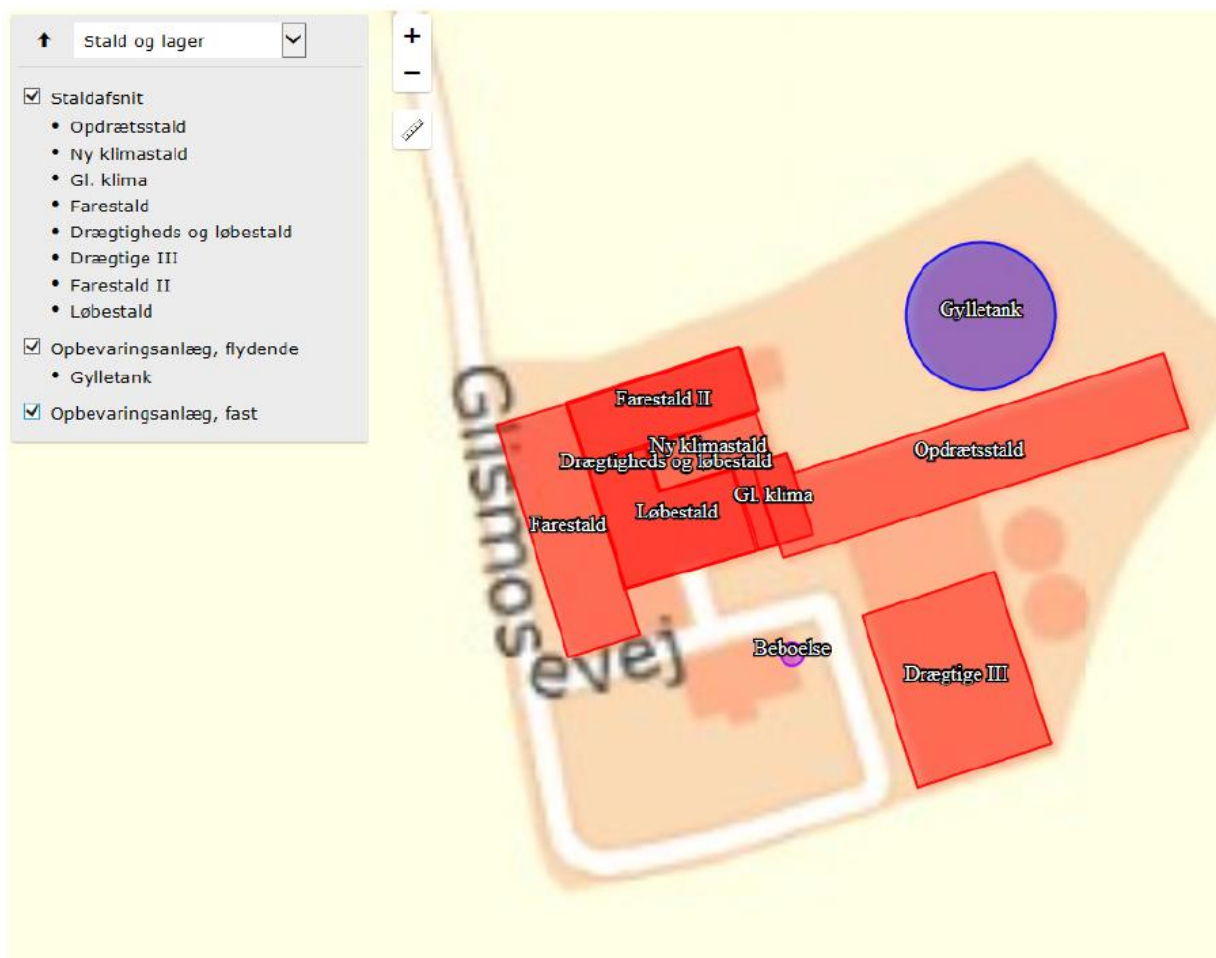 Stald og lager
Staldafsnit
Opdrætsstald
Ny klimastald
Gl. klima
Farestald
Drægtigheds og løbestald
Drægtige III
Farestald II
Løbestald
Opbevaringsanlæg, flydende
Gylletank
Opbevaringsanlæg, fast
+
−
Gylletank
Farestald II
Ny klimastald
Drægtigheds og løbestald
Opdrætsstald
Gl. klima
Løbestald
Farestald
Glismosevej
Beboelse
Drægtige III